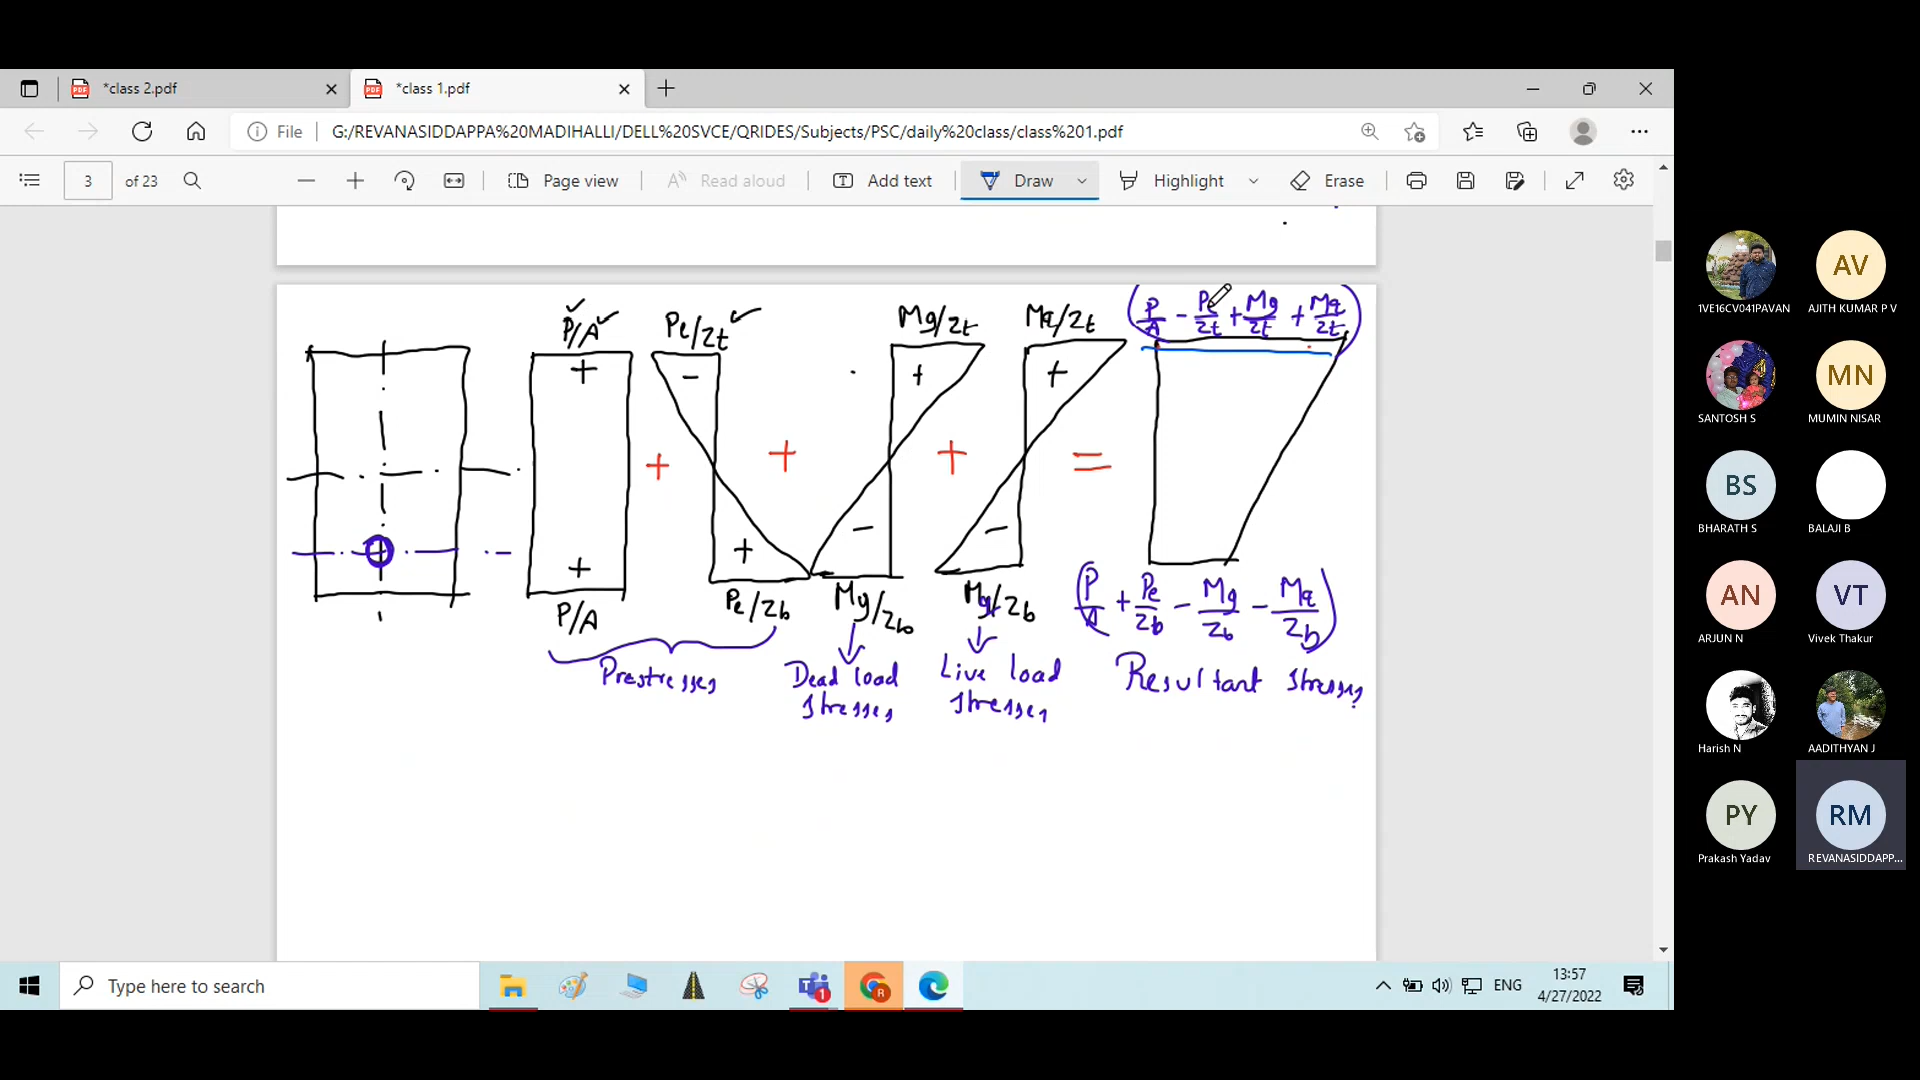 *class 2.pdf
*class 1.pdf
File
G:/REVANASIDDAPPA%20MADIHALLI/DELL%20SVCE/QRIDES/Subjects/PSC/daily%20class/class%201.pdf
3 of 23
Page view
Read aloud
Add text
Draw
Highlight
Erase
P/A
Pe/Zt
Mg/Zt
Mq/Zt
(P/A - Pe/Zt + Mg/Zt + Mq/Zt)
+ - + +
+ + + =
+ + - -
P/A
Pe/Zb
Mg/Zb
Mq/Zb
(P/A + Pe/Zb - Mg/Zb - Mq/Zb)
Prestresses
Dead load
stresses
Live load
stresses
Resultant stresses
1VE16CV041PAVAN
AV
AJITH KUMAR P V
SANTOSH S
MN
MUMIN NISAR
BS
BHARATH S
BALAJI B
AN
ARJUN N
VT
Vivek Thakur
Harish N
AADITHYAN J
PY
Prakash Yadav
RM
REVANASIDDAPP...
Type here to search
1
R
ENG
13:57
4/27/2022